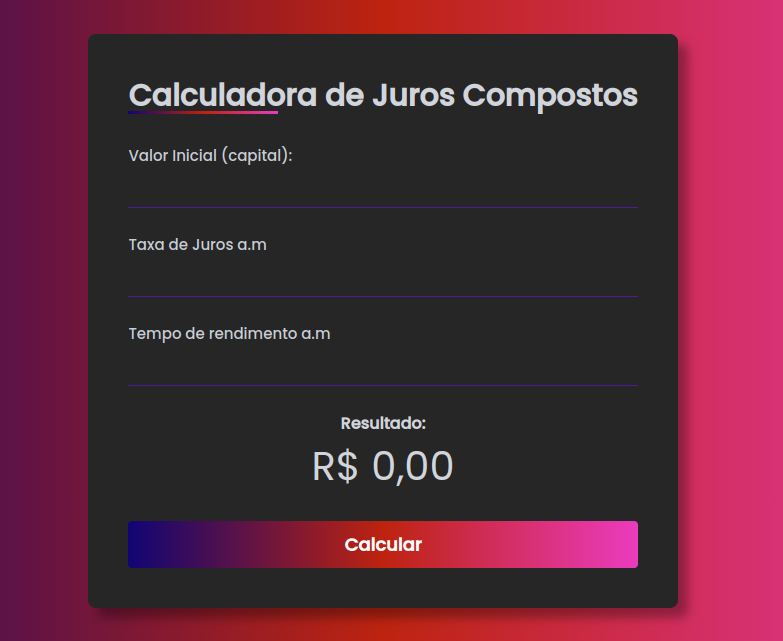 Calculadora de Juros Compostos
Valor Inicial (capital):
Taxa de Juros a.m
Tempo de rendimento a.m
Resultado:
R$ 0,00
Calcular